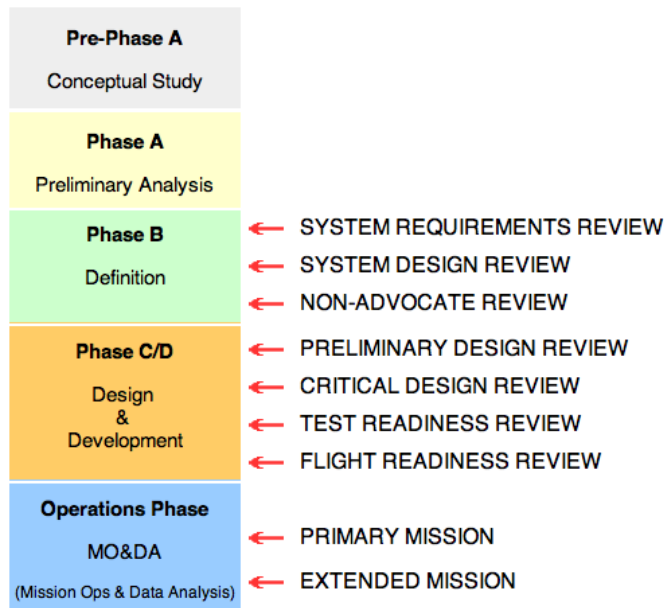 Pre-Phase A
Conceptual Study
Phase A
Preliminary Analysis
Phase B
Definition
SYSTEM REQUIREMENTS REVIEW
SYSTEM DESIGN REVIEW
NON-ADVOCATE REVIEW
Phase C/D
Design
&
Development
PRELIMINARY DESIGN REVIEW
CRITICAL DESIGN REVIEW
TEST READINESS REVIEW
FLIGHT READINESS REVIEW
Operations Phase
MO&DA
(Mission Ops & Data Analysis)
PRIMARY MISSION
EXTENDED MISSION